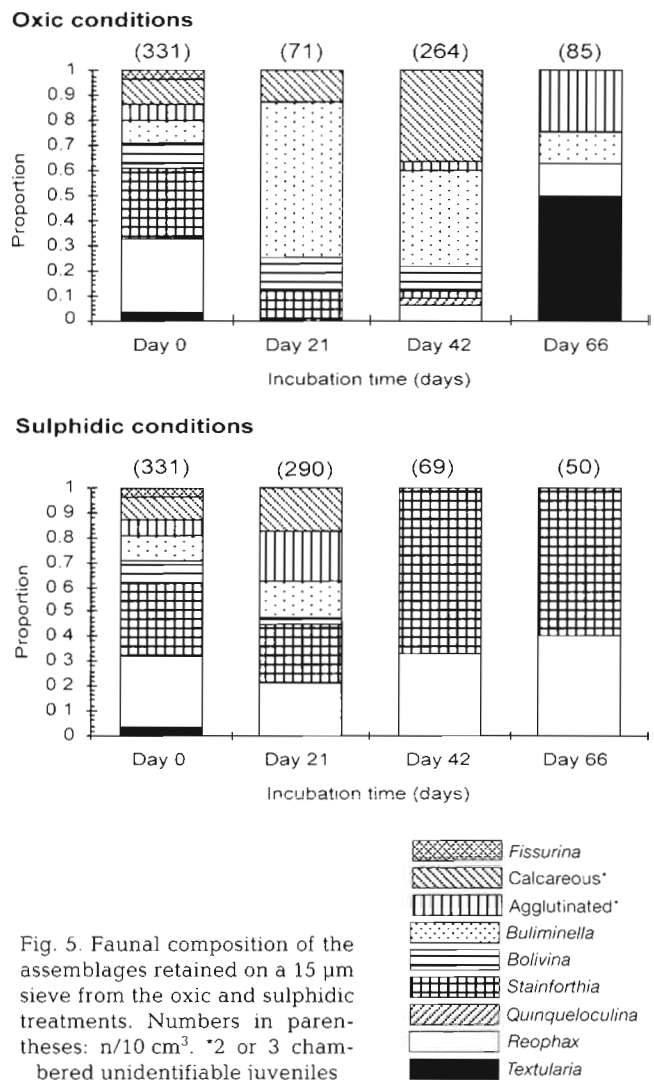 Oxic conditions
(331) (71) (264) (85)
1
0.9
0.8
0.7
0.6
0.5
0.4
0.3
0.2
0.1
0
Proportion
Day 0 Day 21 Day 42 Day 66
Incubation time (days)
Sulphidic conditions
(331) (290) (69) (50)
1
0 9
0 8
0 7
0 6
0 5
0 4
0 3
0 2
0 1
0
Proportion
Day 0 Day 21 Day 42 Day 66
Incubation time (days)
Fissurina
Calcareous*
Agglutinated*
Buliminella
Bolivina
Stainforthia
Quinqueloculina
Reophax
Textularia
Fig. 5. Faunal composition of the
assemblages retained on a 15 µm
sieve from the oxic and sulphidic
treatments. Numbers in paren-
theses: n/10 cm³. *2 or 3 cham-
bered unidentifiable juveniles